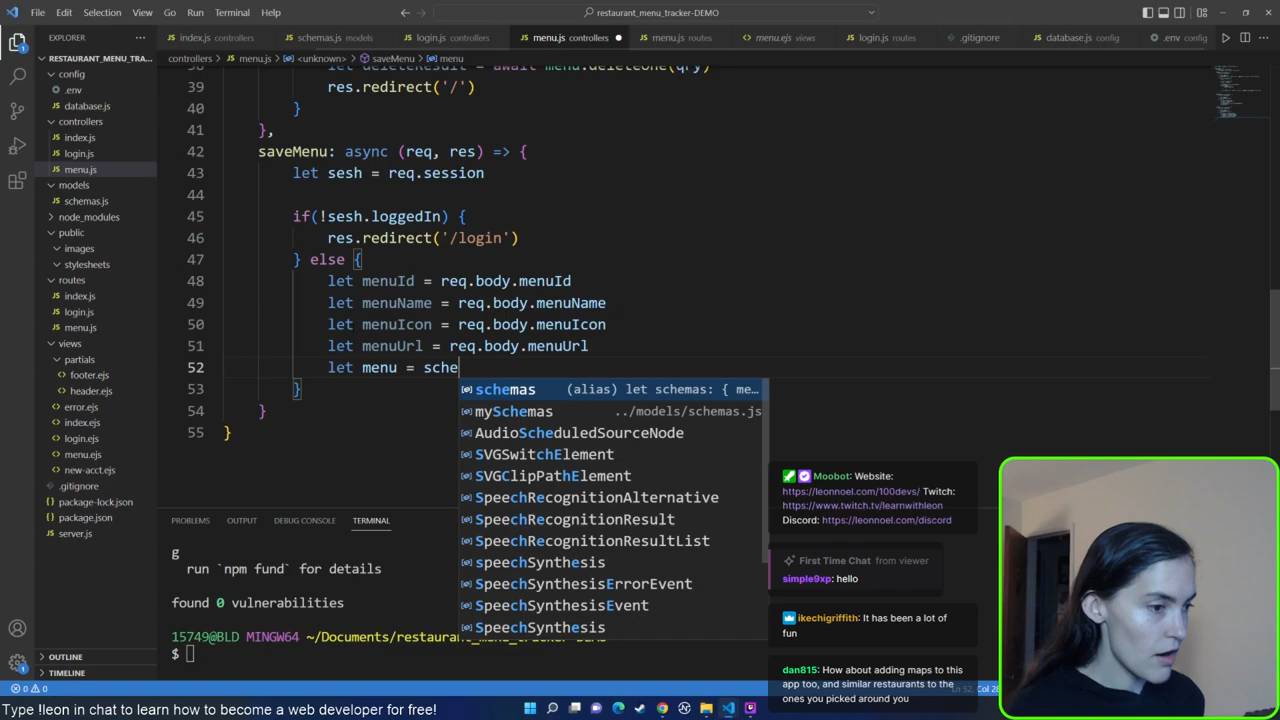 File Edit Selection View Go Run Terminal Help
restaurant_menu_tracker-DEMO
EXPLORER
RESTAURANT_MENU_TRA...
config
.env
database.js
controllers
index.js
login.js
menu.js
models
schemas.js
node_modules
public
images
stylesheets
routes
index.js
login.js
menu.js
views
partials
footer.ejs
header.ejs
error.ejs
index.ejs
login.ejs
menu.ejs
new-acct.ejs
.gitignore
package-lock.json
package.json
server.js
OUTLINE
TIMELINE
index.js controllers schemas.js models login.js controllers menu.js controllers menu.js routes menu.ejs views login.js routes .gitignore database.js config .env config
controllers > menu.js > <unknown> > saveMenu > menu
38 let deleteResult = await menu.deleteOne(qry)
39 res.redirect('/')
40 }
41 },
42 saveMenu: async (req, res) => {
43 let sesh = req.session
44
45 if(!sesh.loggedIn) {
46 res.redirect('/login')
47 } else {
48 let menuId = req.body.menuId
49 let menuName = req.body.menuName
50 let menuIcon = req.body.menuIcon
51 let menuUrl = req.body.menuUrl
52 let menu = sche
53 }
54 }
55 }
schemas (alias) let schemas: { me…
mySchemas ../models/schemas.js
AudioScheduledSourceNode
SVGSwitchElement
SVGClipPathElement
SpeechRecognitionAlternative
SpeechRecognitionResult
SpeechRecognitionResultList
speechSynthesis
SpeechSynthesisErrorEvent
SpeechSynthesisEvent
SpeechSynthesis
PROBLEMS OUTPUT DEBUG CONSOLE TERMINAL
g
run `npm fund` for details
found 0 vulnerabilities
15749@BLD MINGW64 ~/Documents/restaurant_menu_tracker-DEMO
$
Moobot: Website:
https://leonnoel.com/100devs/ Twitch:
https://www.twitch.tv/learnwithleon
Discord: https://leonnoel.com/discord
First Time Chat from viewer
simple9xp: hello
ikechigriffith: It has been a lot of
fun
dan815: How about adding maps to this
app too, and similar restaurants to the
ones you picked around you
0 0
Ln 52, Col 28
Type !leon in chat to learn how to become a web developer for free!